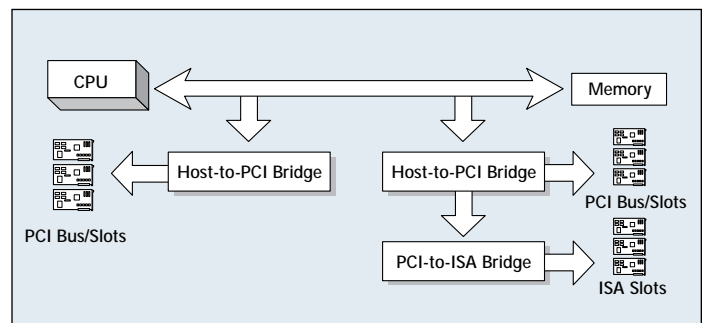 CPU
Memory
Host-to-PCI Bridge
Host-to-PCI Bridge
PCI Bus/Slots
PCI Bus/Slots
PCI-to-ISA Bridge
ISA Slots